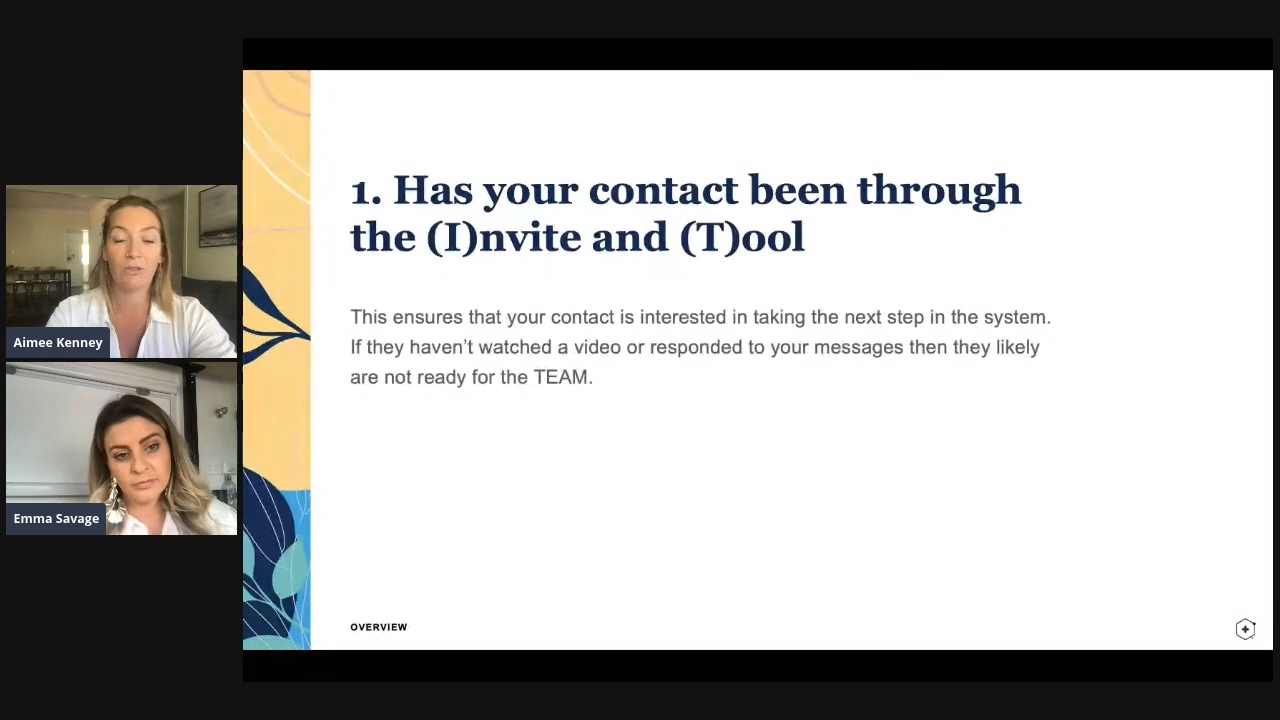 Aimee Kenney
Emma Savage
1. Has your contact been through
the (I)nvite and (T)ool
This ensures that your contact is interested in taking the next step in the system.
If they haven’t watched a video or responded to your messages then they likely
are not ready for the TEAM.
OVERVIEW